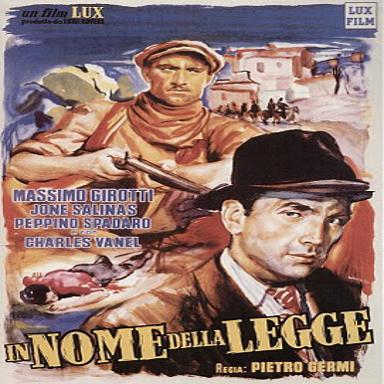 un film LUX
LUX
FILM
MASSIMO GIROTTI
JONE SALINAS
PEPPINO SPADARO
CHARLES VANEL
IN NOME DELLA LEGGE
REGIA: PIETRO GERMI